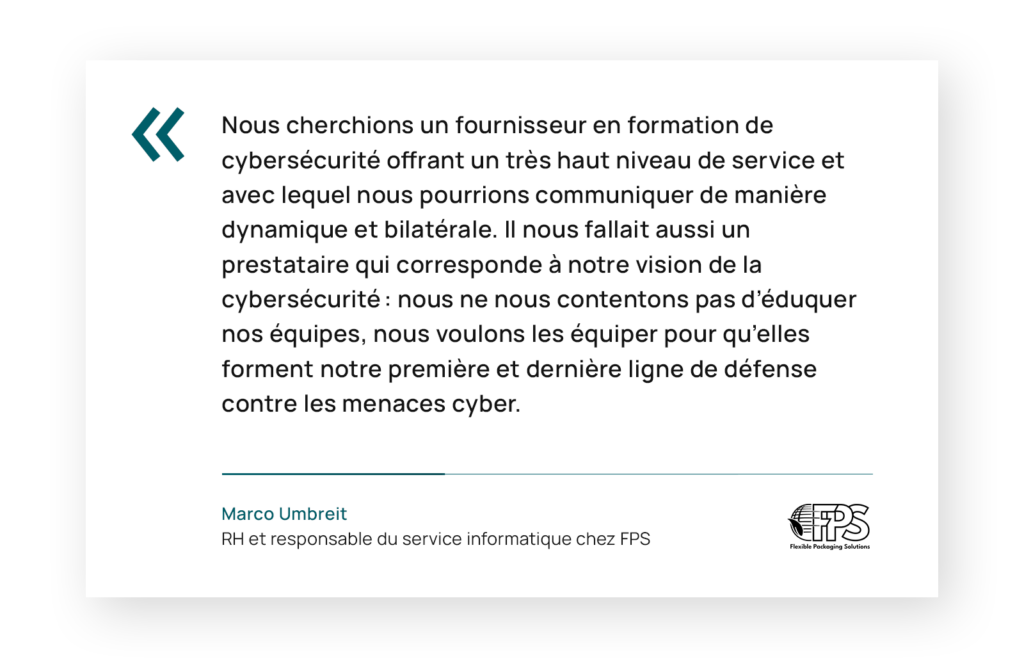 «
Nous cherchions un fournisseur en formation de
cybersécurité offrant un très haut niveau de service et
avec lequel nous pourrions communiquer de manière
dynamique et bilatérale. Il nous fallait aussi un
prestataire qui corresponde à notre vision de la
cybersécurité : nous ne nous contentons pas d’éduquer
nos équipes, nous voulons les équiper pour qu’elles
forment notre première et dernière ligne de défense
contre les menaces cyber.
Marco Umbreit
RH et responsable du service informatique chez FPS
FPS
Flexible Packaging Solutions